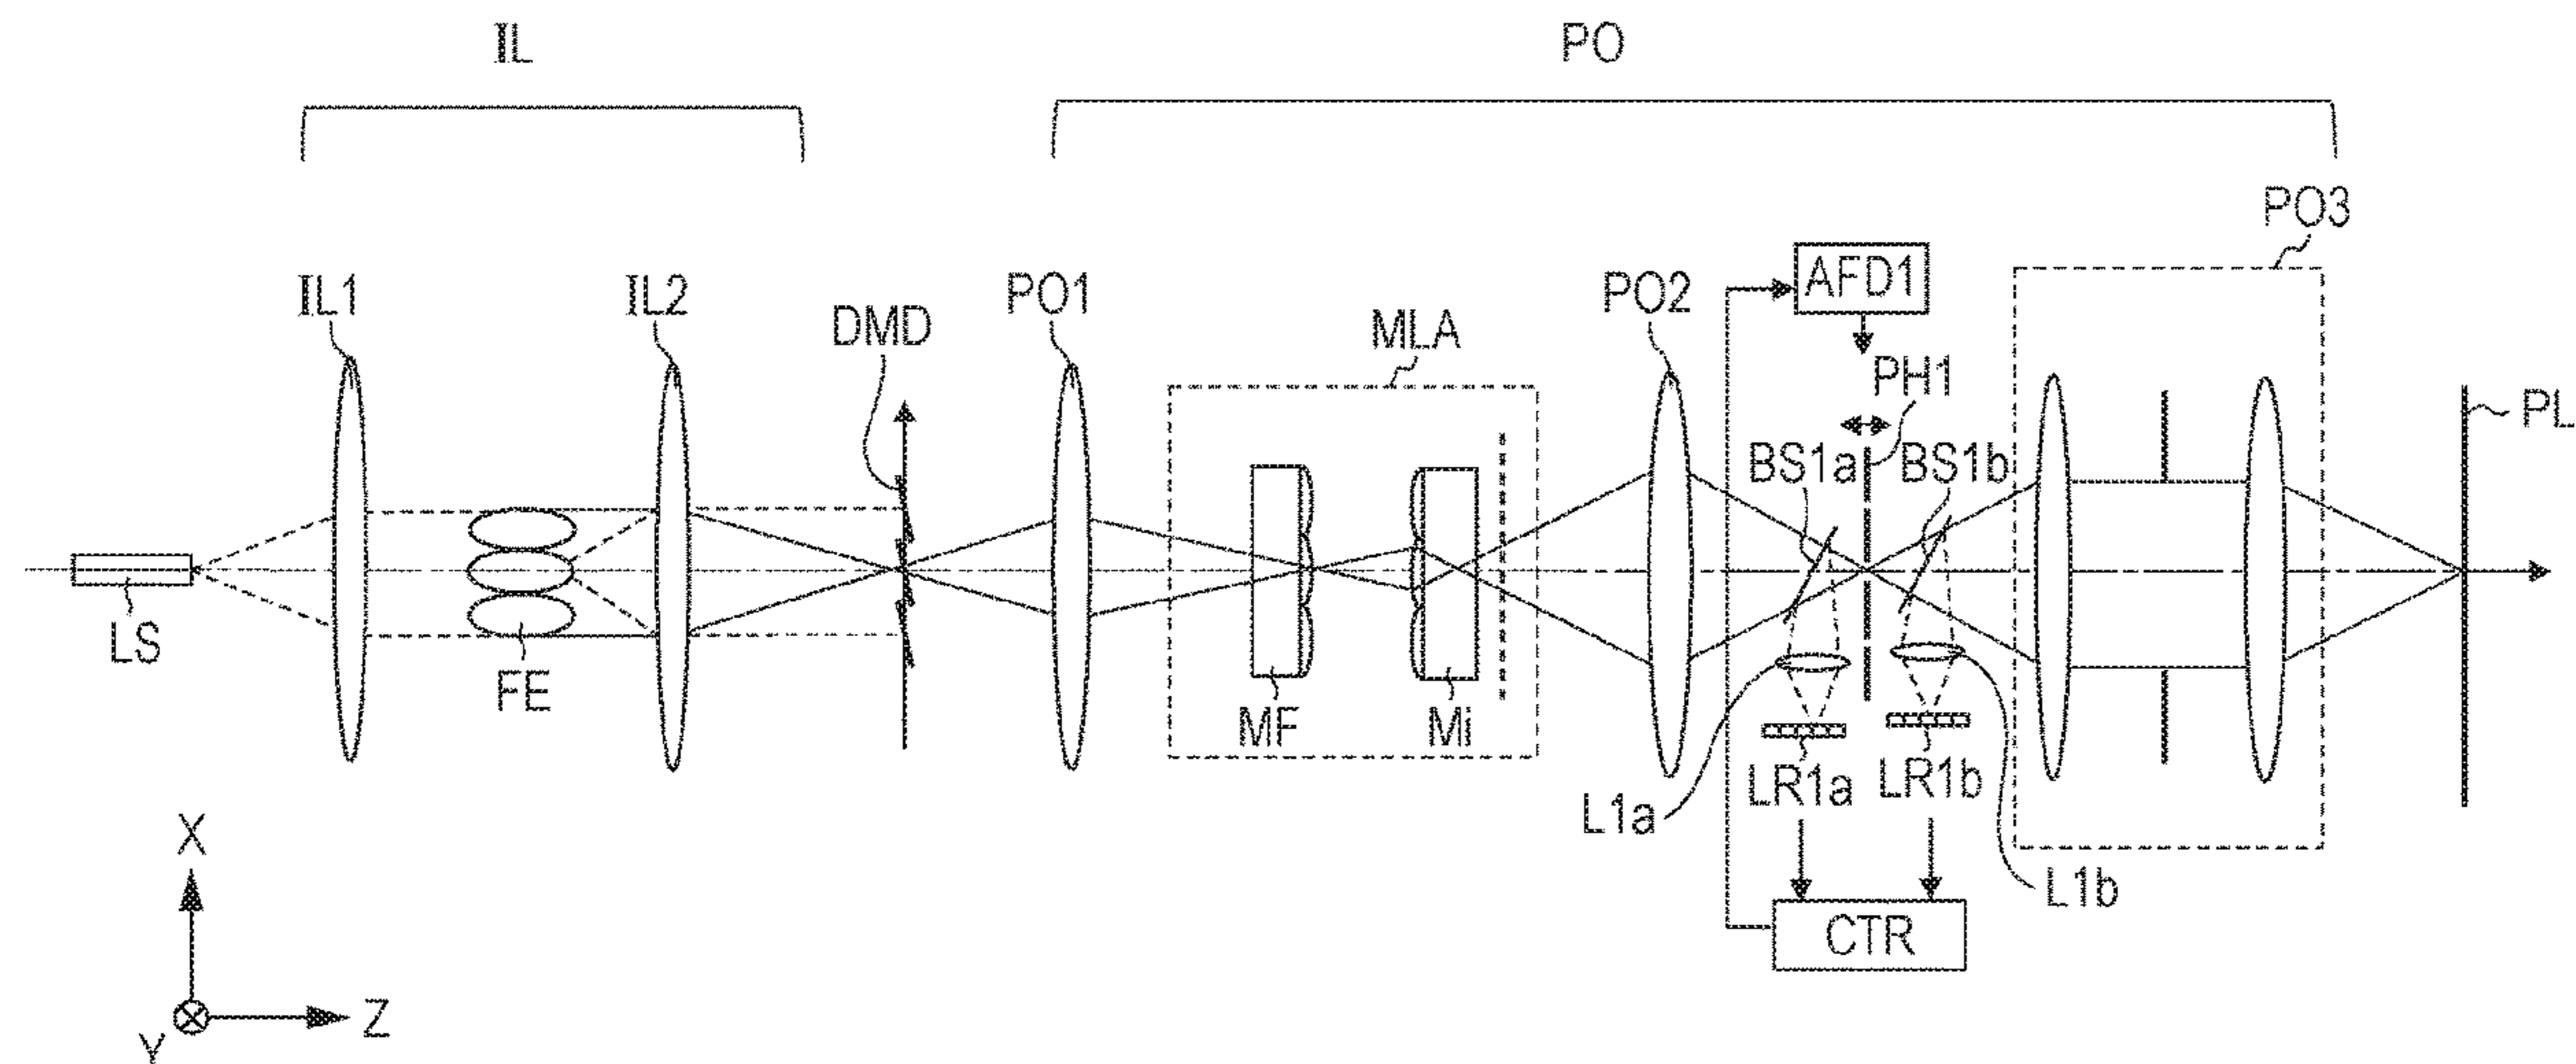 IL
PO
PO3
IL1
IL2
DMD
PO1
MLA
PO2
AFD1
PH1
BS1a
BS1b
PL
LS
FE
MF
Mi
L1a
LR1a
LR1b
L1b
CTR
X
Y
Z